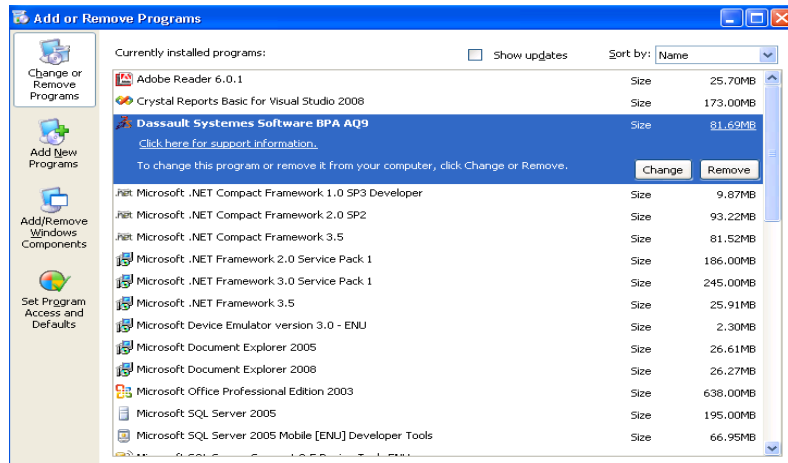 Add or Remove Programs
Change or
Remove
Programs
Add New
Programs
Add/Remove
Windows
Components
Set Program
Access and
Defaults
Currently installed programs:
Show updates
Sort by: Name
Adobe Reader 6.0.1 Size 25.70MB
Crystal Reports Basic for Visual Studio 2008 Size 173.00MB
Dassault Systemes Software BPA AQ9 Size 81.69MB
Click here for support information.
To change this program or remove it from your computer, click Change or Remove. Change Remove
.NET Microsoft .NET Compact Framework 1.0 SP3 Developer Size 9.87MB
.NET Microsoft .NET Compact Framework 2.0 SP2 Size 93.22MB
.NET Microsoft .NET Compact Framework 3.5 Size 81.52MB
Microsoft .NET Framework 2.0 Service Pack 1 Size 186.00MB
Microsoft .NET Framework 3.0 Service Pack 1 Size 245.00MB
Microsoft .NET Framework 3.5 Size 25.91MB
Microsoft Device Emulator version 3.0 - ENU Size 2.30MB
Microsoft Document Explorer 2005 Size 26.61MB
Microsoft Document Explorer 2008 Size 26.27MB
Microsoft Office Professional Edition 2003 Size 638.00MB
Microsoft SQL Server 2005 Size 195.00MB
Microsoft SQL Server 2005 Mobile [ENU] Developer Tools Size 66.95MB